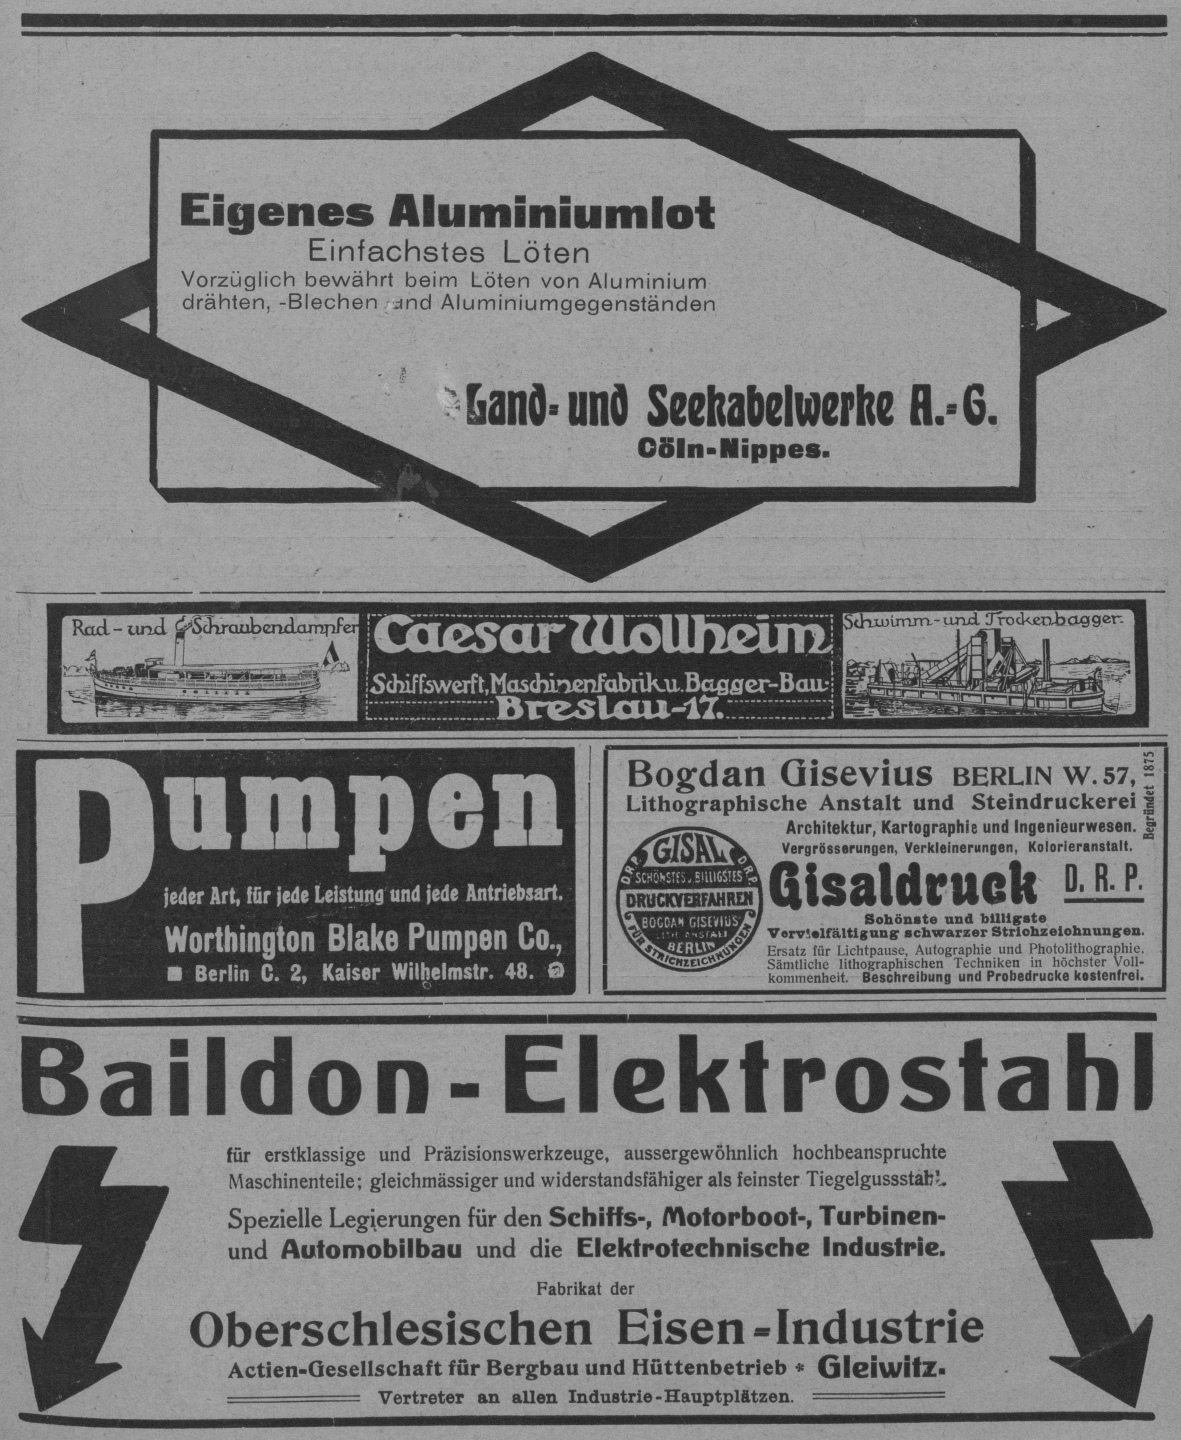 Eigenes Aluminiumlot
Einfachstes Löten
Vorzüglich bewährt beim Löten von Aluminium
drähten, -Blechen und Aluminiumgegenständen
Land- und Seekabelwerke A.-G.
Cöln-Nippes.
Rad- und Schraubendampfer
Caesar Wollheim
Schiffswerft, Maschinenfabrik u. Bagger-Bau
Breslau-17.
Schwimm- und Trockenbagger.
Pumpen
jeder Art, für jede Leistung und jede Antriebsart.
Worthington Blake Pumpen Co.,
Berlin C. 2, Kaiser Wilhelmstr. 48.
Bogdan Gisevius BERLIN W. 57,
Lithographische Anstalt und Steindruckerei
Begründet 1875
Architektur, Kartographie und Ingenieurwesen.
Vergrösserungen, Verkleinerungen, Kolorieranstalt.
D.R.P. GISAL D.R.P.
SCHÖNSTES u. BILLIGSTES
DRUCKVERFAHREN
BOGDAN GISEVIUS
LITH. ANSTALT
BERLIN
FÜR STRICHZEICHNUNGEN
Gisaldruck D. R. P.
Schönste und billigste
Vervielfältigung schwarzer Strichzeichnungen.
Ersatz für Lichtpause, Autographie und Photolithographie.
Sämtliche lithographischen Techniken in höchster Voll-
kommenheit. Beschreibung und Probedrucke kostenfrei.
Baildon-Elektrostahl
für erstklassige und Präzisionswerkzeuge, aussergewöhnlich hochbeanspruchte
Maschinenteile; gleichmässiger und widerstandsfähiger als feinster Tiegelgussstahl.
Spezielle Legierungen für den Schiffs-, Motorboot-, Turbinen-
und Automobilbau und die Elektrotechnische Industrie.
Fabrikat der
Oberschlesischen Eisen-Industrie
Actien-Gesellschaft für Bergbau und Hüttenbetrieb * Gleiwitz.
Vertreter an allen Industrie-Hauptplätzen.